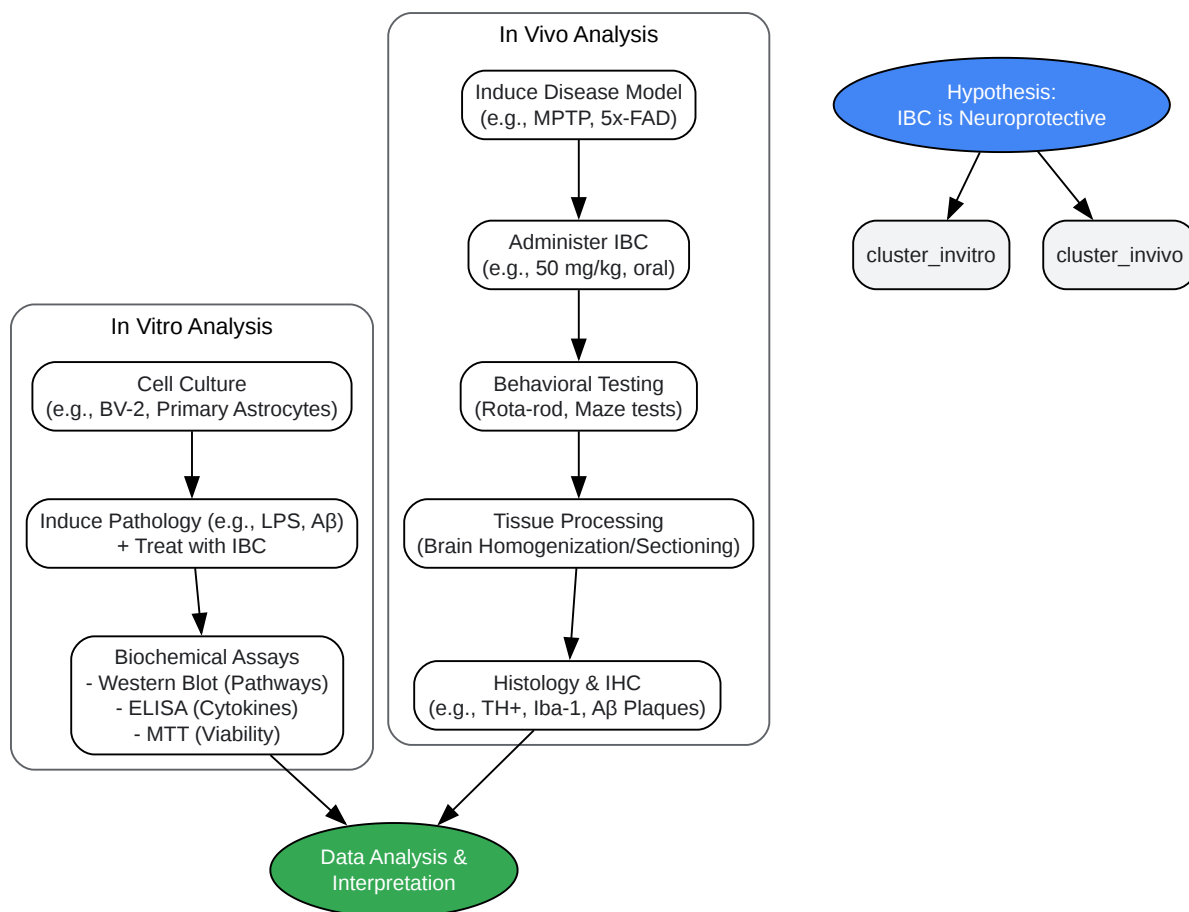 In Vivo Analysis
Induce Disease Model
(e.g., MPTP, 5x-FAD)
Administer IBC
(e.g., 50 mg/kg, oral)
Behavioral Testing
(Rota-rod, Maze tests)
Tissue Processing
(Brain Homogenization/Sectioning)
Histology & IHC
(e.g., TH+, Iba-1, Aβ Plaques)
Hypothesis:
IBC is Neuroprotective
cluster_invitro
cluster_invivo
In Vitro Analysis
Cell Culture
(e.g., BV-2, Primary Astrocytes)
Induce Pathology (e.g., LPS, Aβ)
+ Treat with IBC
Biochemical Assays
- Western Blot (Pathways)
- ELISA (Cytokines)
- MTT (Viability)
Data Analysis &
Interpretation